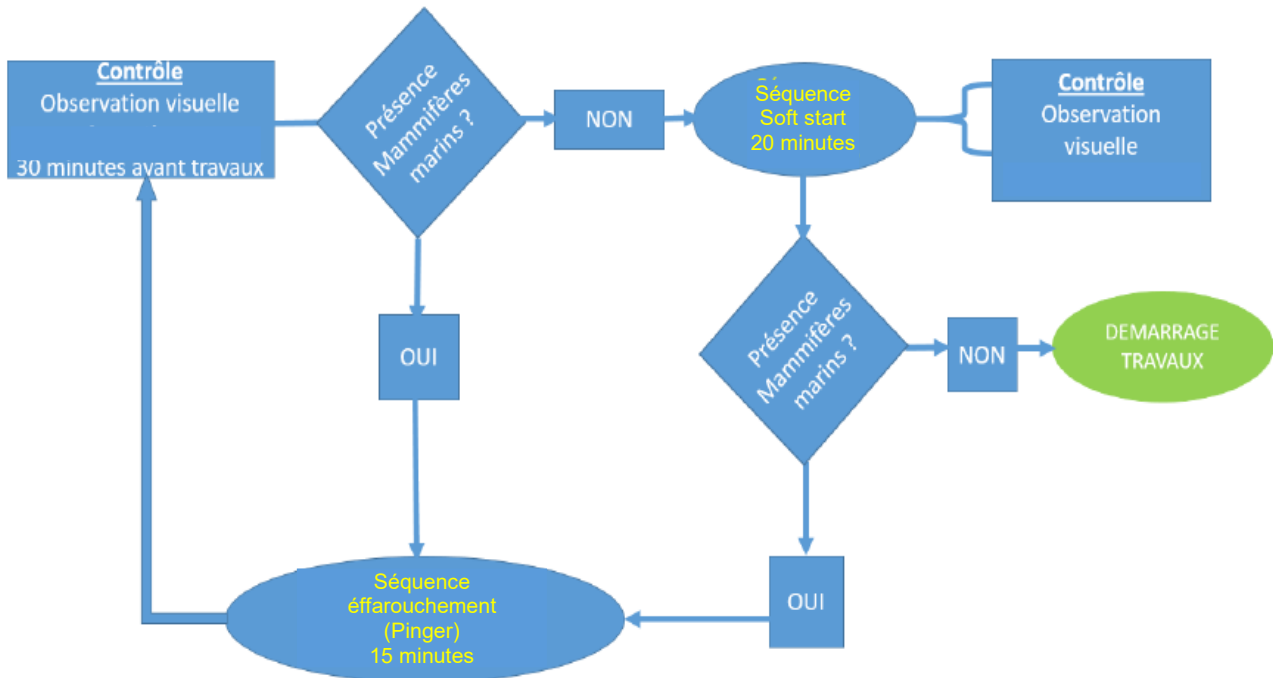 Contrôle
Observation visuelle
30 minutes avant travaux
Présence
Mammifères
marins ?
NON
Séquence
Soft start
20 minutes
Contrôle
Observation
visuelle
OUI
Présence
Mammifères
marins ?
NON
DEMARRAGE
TRAVAUX
OUI
Séquence
éffarouchement
(Pinger)
15 minutes